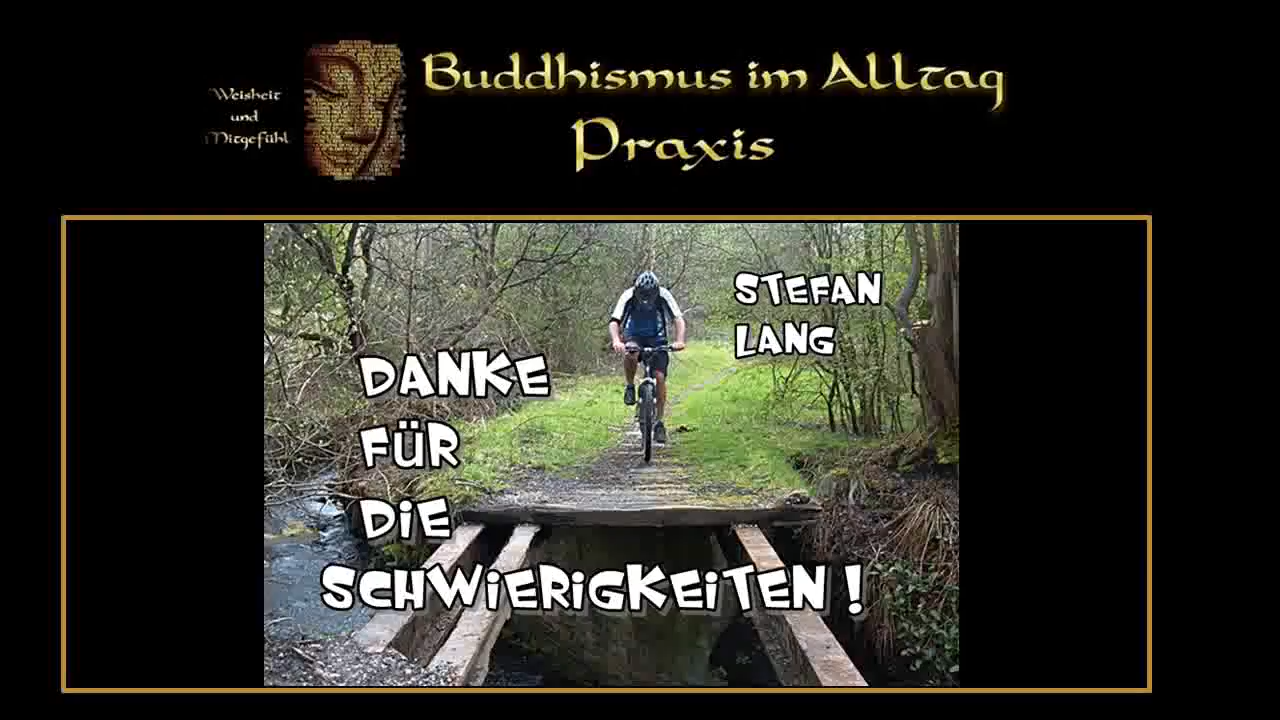 Weisheit
und
Mitgefühl
Buddhismus im Alltag
Praxis
STEFAN
LANG
DANKE
FÜR
DiE
SCHWiERiGKEiTEN !